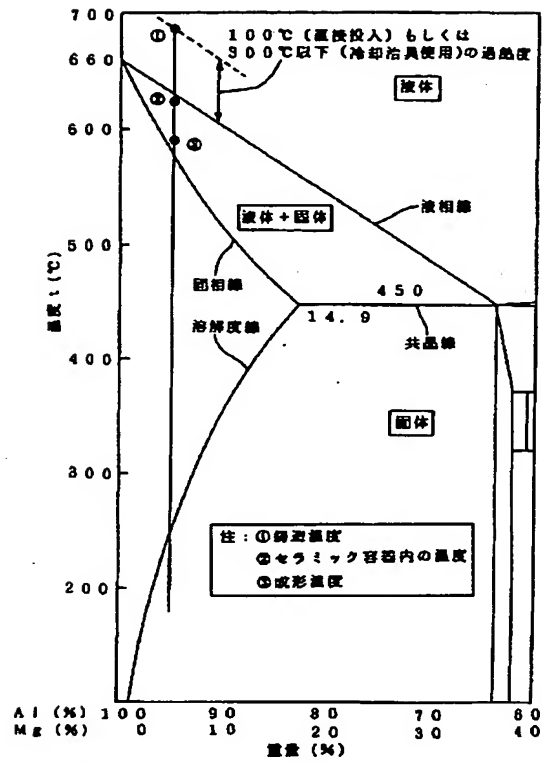 700
660
600
500
400
300
200
温度t(℃)
①
②
③
100℃(直接投入)もしくは
300℃以下(冷却治具使用)の過熱度
液体
液体+固体
液相線
固相線
溶解度線
450
14.9
共晶線
固体
注:①鋳造温度
②セラミック容器内の温度
③成形温度
Al(%) 100 90 80 70 60
Mg(%) 0 10 20 30 40
重量(%)